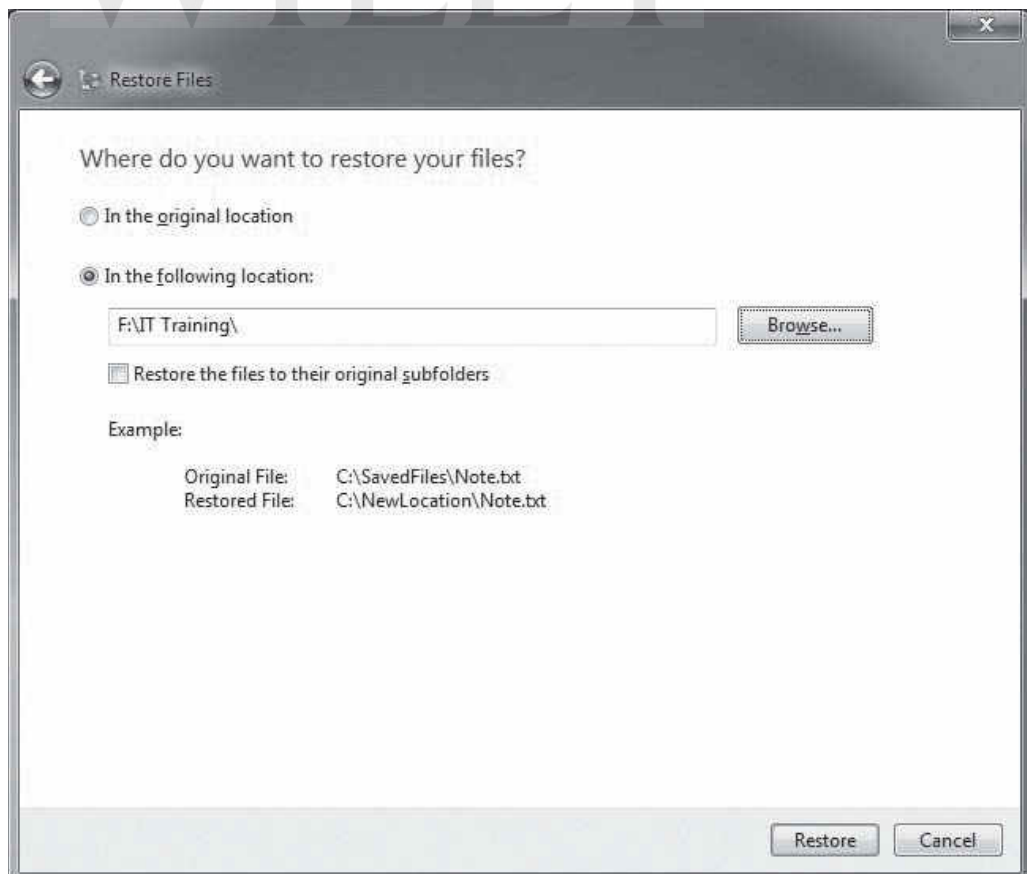 X
Restore Files
Where do you want to restore your files?
In the original location
In the following location:
F:\IT Training\
Browse...
Restore the files to their original subfolders
Example:
Original File: C:\SavedFiles\Note.txt
Restored File: C:\NewLocation\Note.txt
Restore Cancel